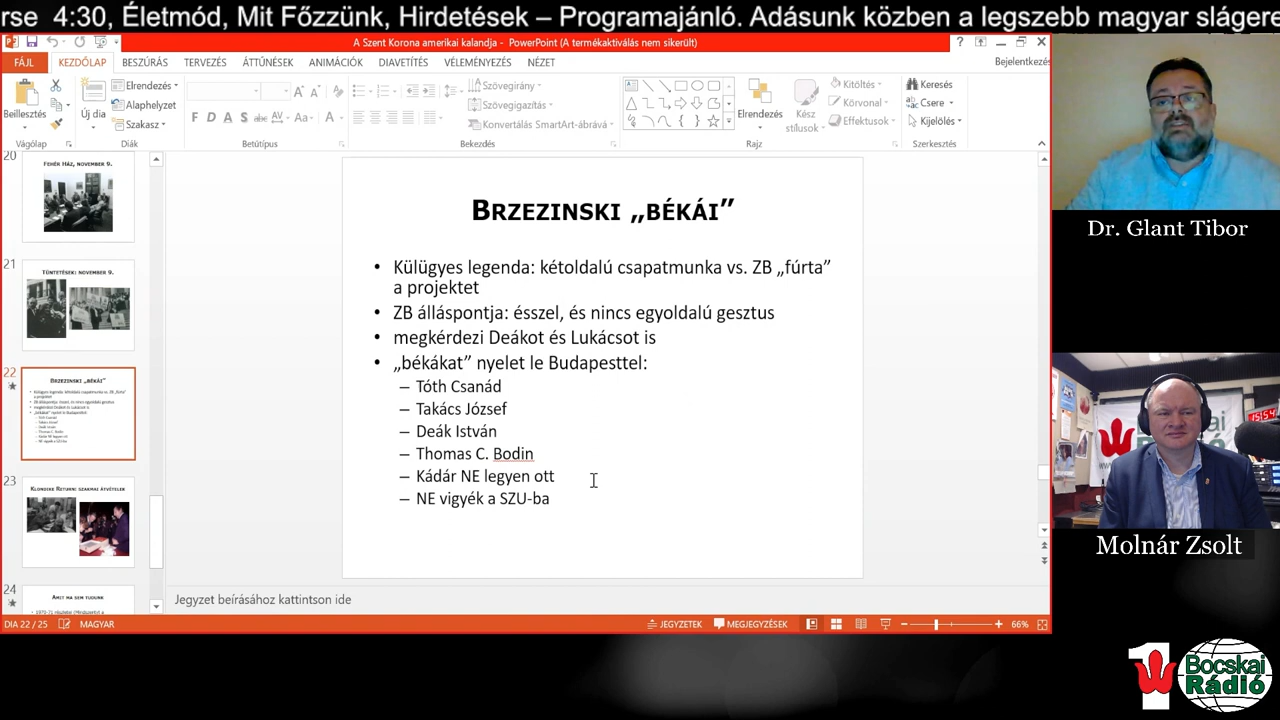 rse 4:30, Életmód, Mit Főzzünk, Hirdetések – Programajánló. Adásunk közben a legszebb magyar slágere
A Szent Korona amerikai kalandja - PowerPoint (A termékaktiválás nem sikerült)
FÁJL KEZDŐLAP BESZÚRÁS TERVEZÉS ÁTTŰNÉSEK ANIMÁCIÓK DIAVETÍTÉS VÉLEMÉNYEZÉS NÉZET Bejelentkezés
Beillesztés
Új dia
Elrendezés
Alaphelyzet
Szakasz
Szövegirány
Szövegigazítás
Konvertálás SmartArt-ábrává
Elrendezés
Kész
stílusok
Kitöltés
Körvonal
Effektusok
Keresés
Csere
Kijelölés
Vágólap Diák Betűtípus Bekezdés Rajz Szerkesztés
20
FEHÉR HÁZ, NOVEMBER 9.
21
TÜNTETÉSEK: NOVEMBER 9.
22
BRZEZINSKI „BÉKÁI”
23
KLONDIKE RETURN: SZAKMAI ÁTVÉTELEK
24
AMIT MA SEM TUDUNK
BRZEZINSKI „BÉKÁI”
• Külügyes legenda: kétoldalú csapatmunka vs. ZB „fúrta”
a projektet
• ZB álláspontja: ésszel, és nincs egyoldalú gesztus
• megkérdezi Deákot és Lukácsot is
• „békákat” nyelet le Budapesttel:
– Tóth Csanád
– Takács József
– Deák István
– Thomas C. Bodin
– Kádár NE legyen ott
– NE vigyék a SZU-ba
Jegyzet beírásához kattintson ide
DIA 22 / 25 MAGYAR JEGYZETEK MEGJEGYZÉSEK 66%
Dr. Glant Tibor
15:54
Molnár Zsolt
1 Bocskai
Rádió